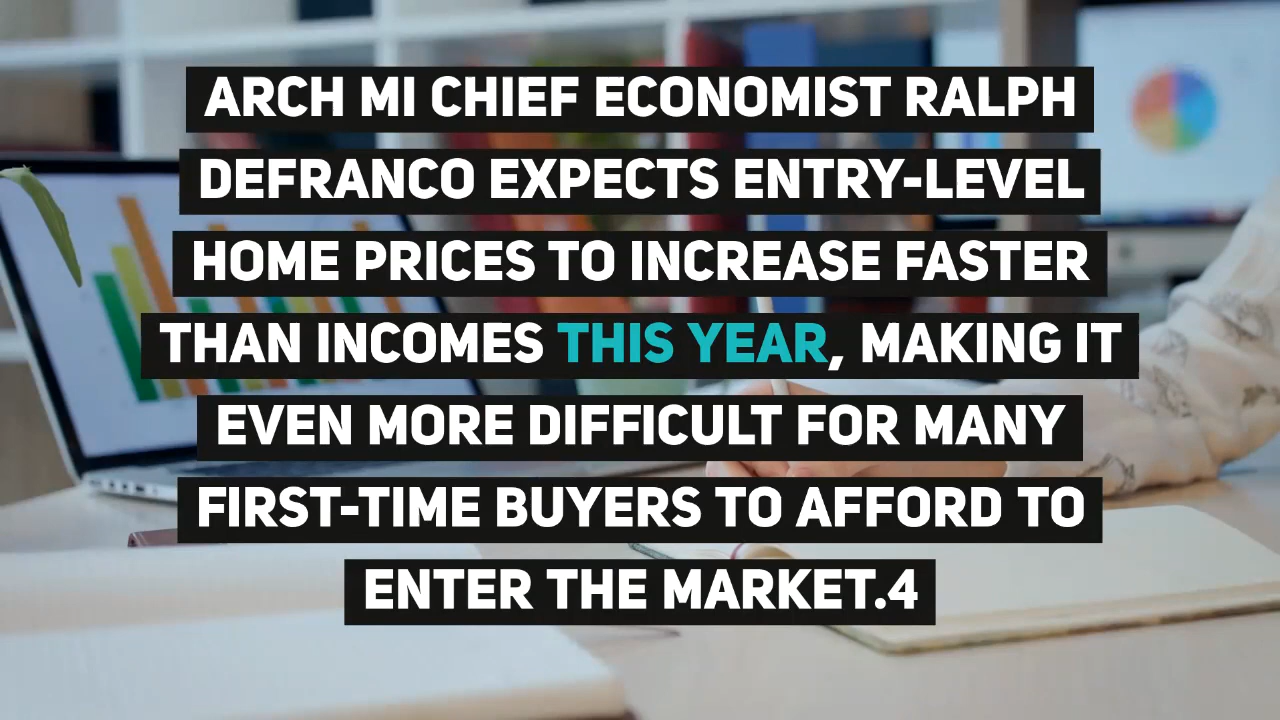 ARCH MI CHIEF ECONOMIST RALPH
DEFRANCO EXPECTS ENTRY-LEVEL
HOME PRICES TO INCREASE FASTER
THAN INCOMES THIS YEAR, MAKING IT
EVEN MORE DIFFICULT FOR MANY
FIRST-TIME BUYERS TO AFFORD TO
ENTER THE MARKET.4